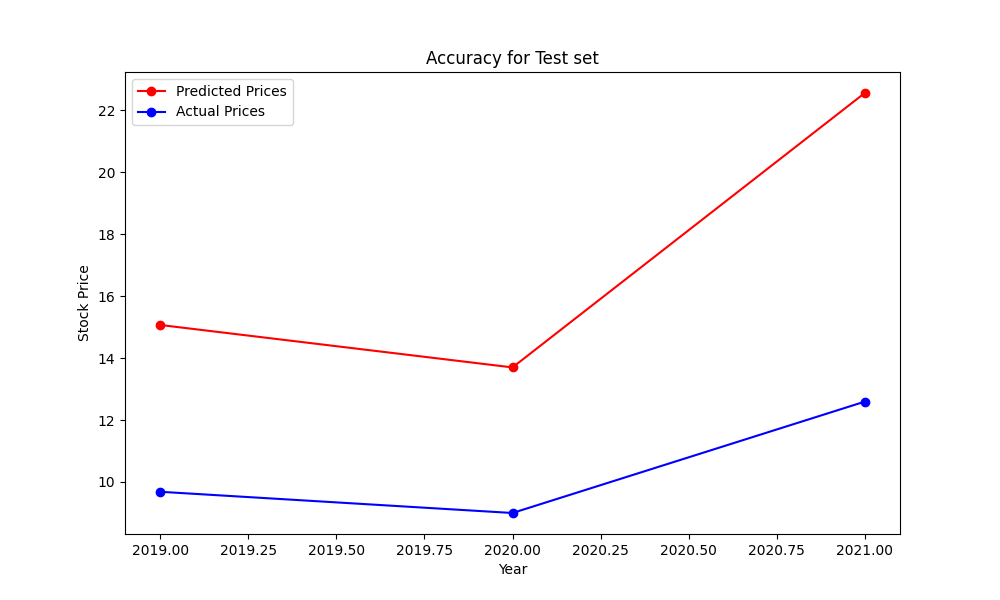 Accuracy for Test set
Predicted Prices
Actual Prices
22
20
18
16
14
12
10
Stock Price
2019.00 2019.25 2019.50 2019.75 2020.00 2020.25 2020.50 2020.75 2021.00
Year